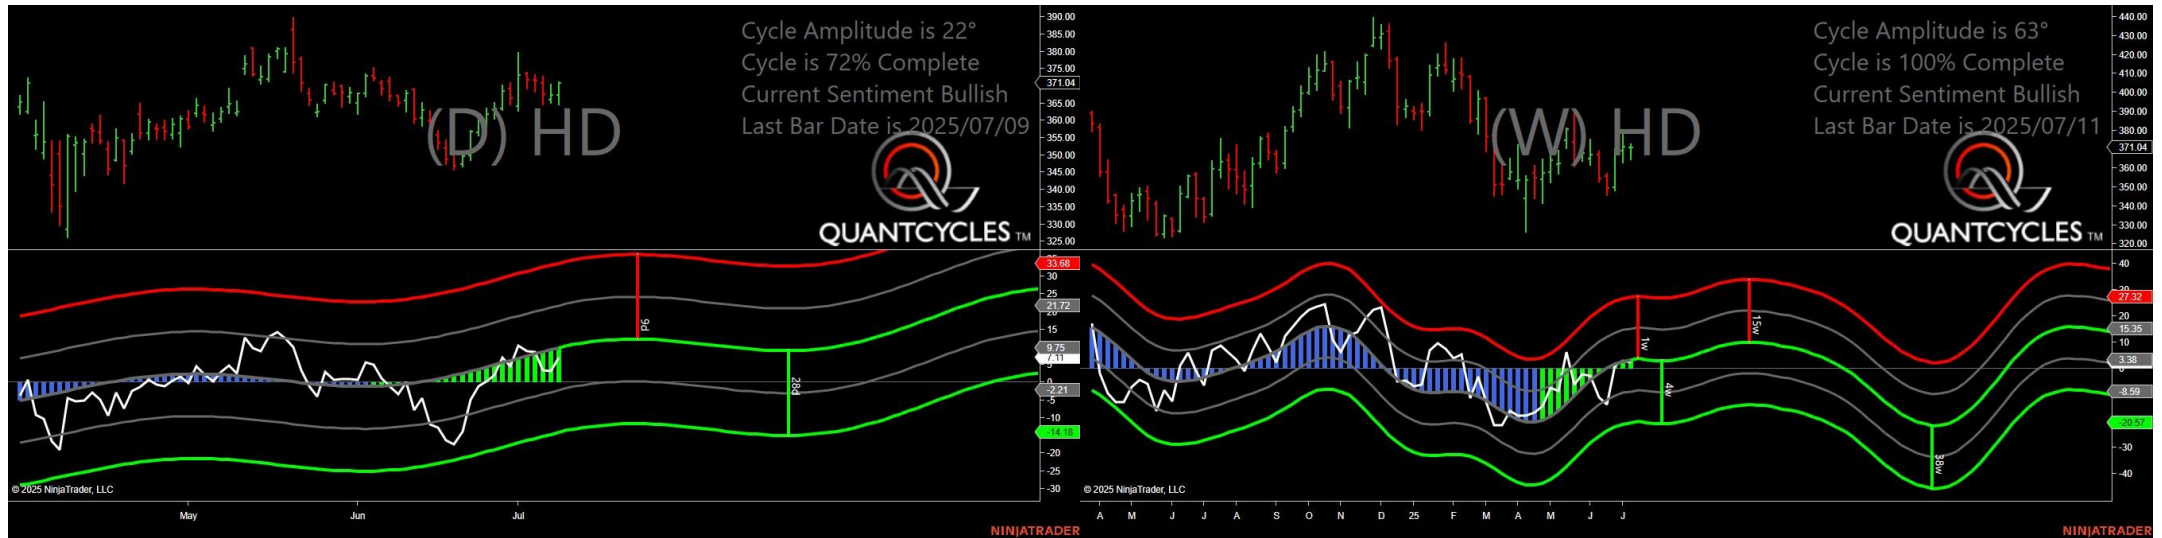 Cycle Amplitude is 22°
Cycle is 72% Complete
Current Sentiment Bullish
Last Bar Date is 2025/07/09
(D) HD
QUANTCYCLES TM
390.00
385.00
380.00
375.00
371.04
365.00
360.00
355.00
350.00
345.00
340.00
335.00
330.00
325.00
33.68
30
25
21.72
20
15
9.75
7.11
0
-2.21
-5
-10
-14.18
-20
-25
-30
9d
28d
© 2025 NinjaTrader, LLC
May Jun Jul
NINJATRADER
Cycle Amplitude is 63°
Cycle is 100% Complete
Current Sentiment Bullish
Last Bar Date is 2025/07/11
(W) HD
QUANTCYCLES TM
440.00
430.00
420.00
410.00
400.00
390.00
380.00
371.04
360.00
350.00
340.00
330.00
320.00
40
27.32
20
15.35
10
3.38
0
-8.59
-20.57
-30
-40
1w
15w
4w
38w
© 2025 NinjaTrader, LLC
A M J J A S O N D 25 F M A M J J
NINJATRADER